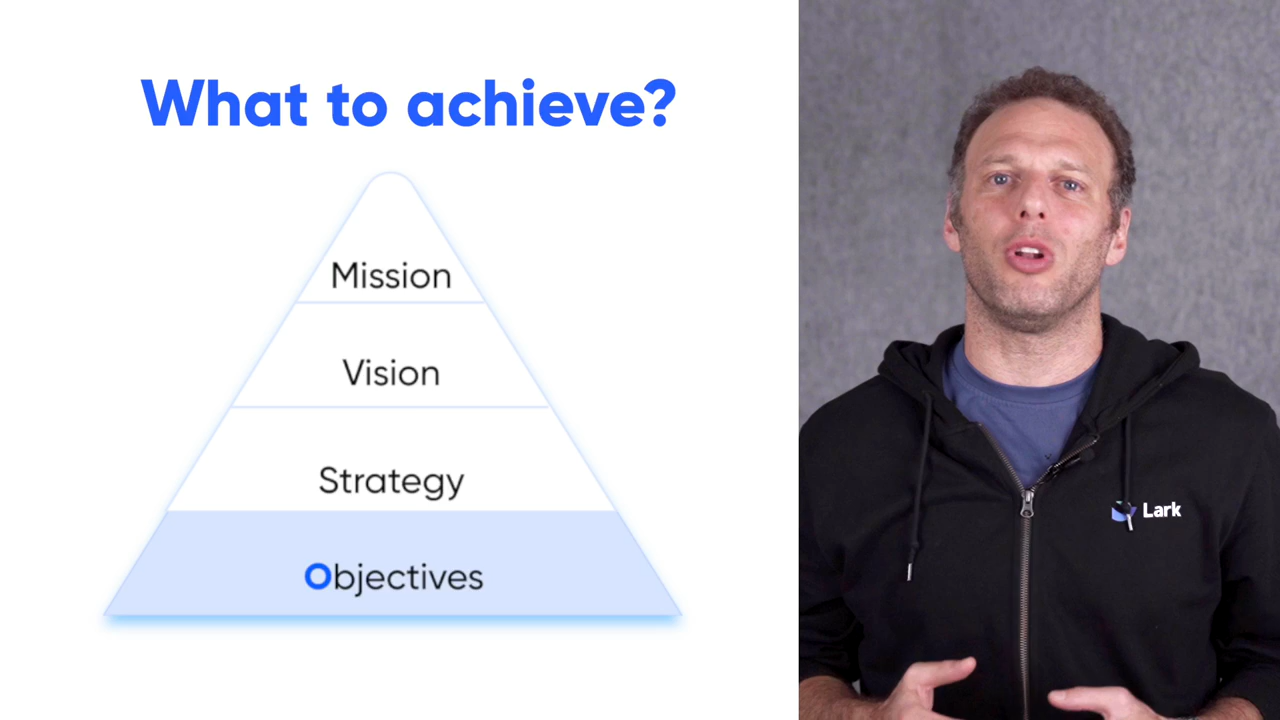 What to achieve?
Mission
Vision
Strategy
Objectives
Lark